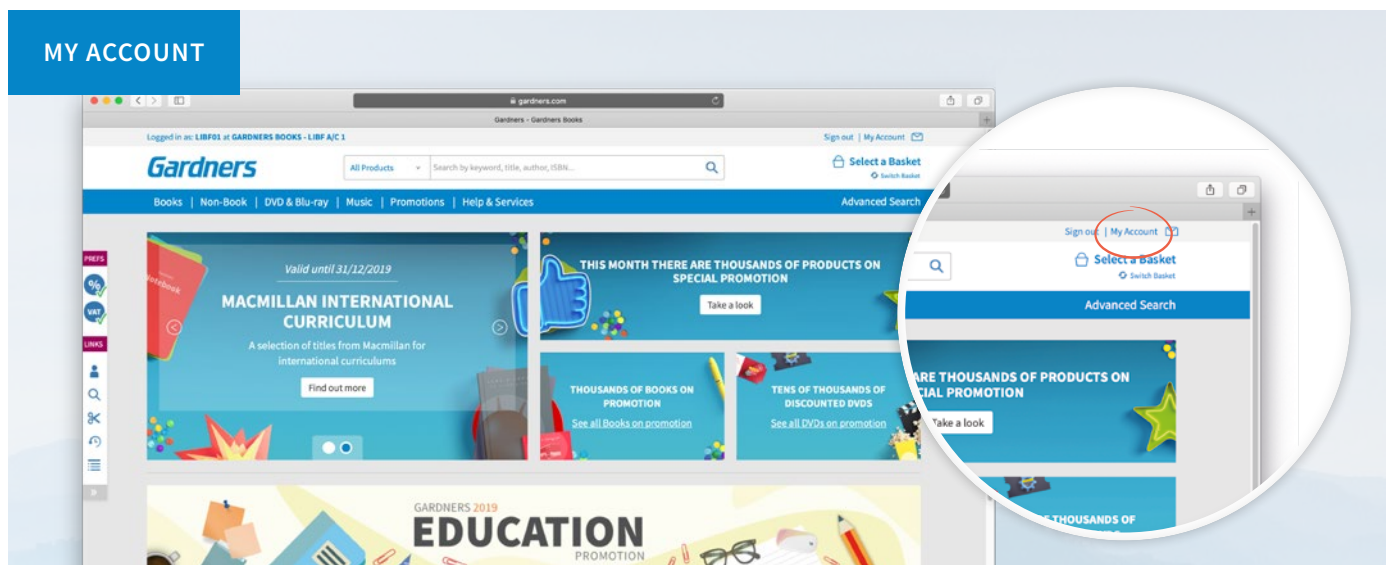 MY ACCOUNT
gardners.com
Gardners - Gardners Books
Logged in as: LIBF01 at GARDNERS BOOKS - LIBF A/C 1
Sign out | My Account
Gardners
All Products
Search by keyword, title, author, ISBN...
Select a Basket
Switch Basket
Books | Non-Book | DVD & Blu-ray | Music | Promotions | Help & Services
Advanced Search
PREFS
%
VAT
LINKS
Notebook
Valid until 31/12/2019
MACMILLAN INTERNATIONAL
CURRICULUM
A selection of titles from Macmillan for
international curriculums
Find out more
THIS MONTH THERE ARE THOUSANDS OF PRODUCTS ON
SPECIAL PROMOTION
Take a look
THOUSANDS OF BOOKS ON
PROMOTION
See all Books on promotion
TENS OF THOUSANDS OF
DISCOUNTED DVDS
See all DVDs on promotion
GARDNERS 2019
EDUCATION
PROMOTION
Sign out | My Account
Select a Basket
Switch Basket
Advanced Search
ARE THOUSANDS OF PRODUCTS ON
CIAL PROMOTION
Take a look
THOUSANDS OF